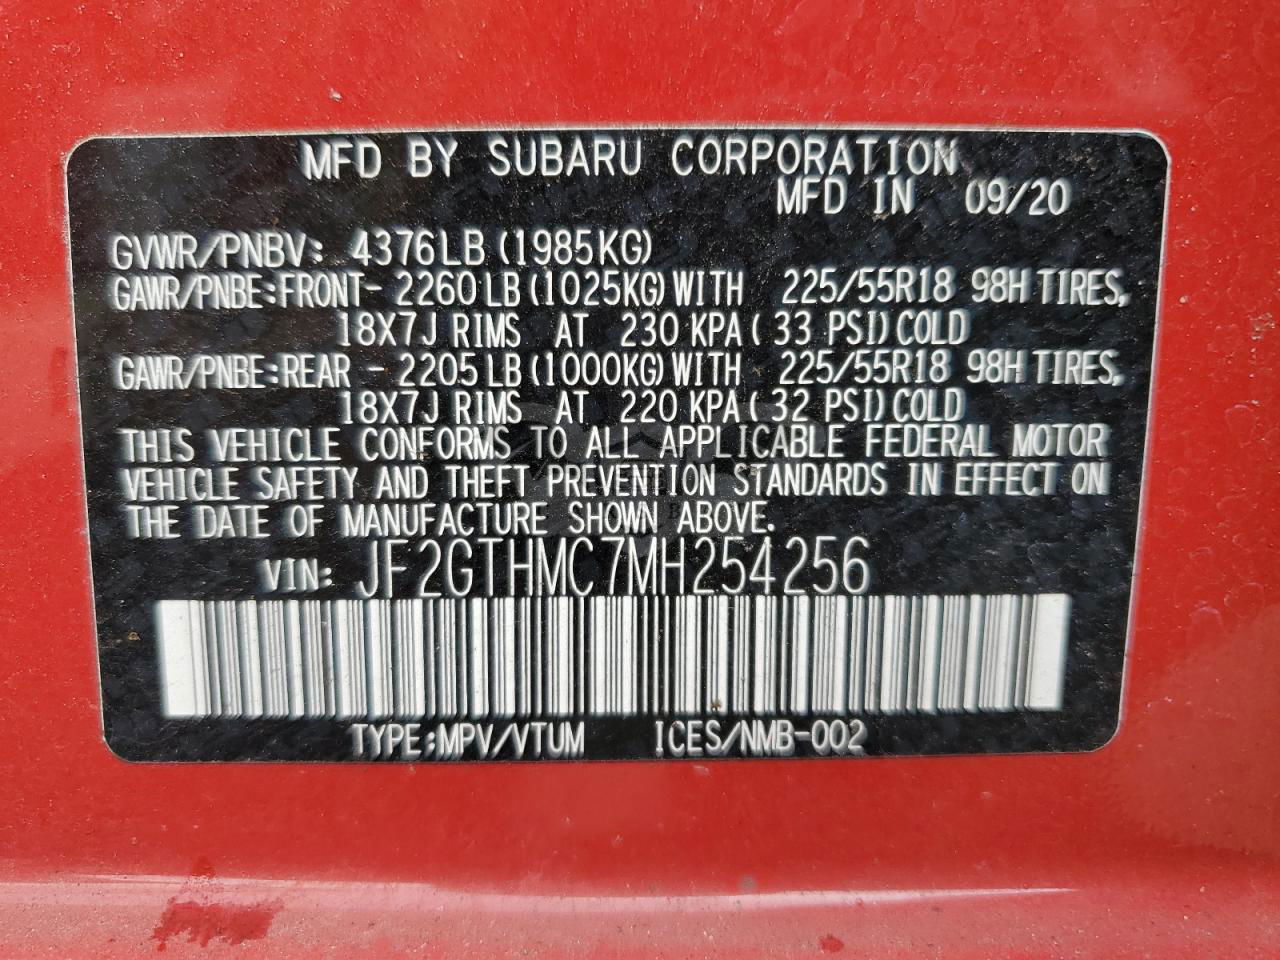 MFD BY SUBARU CORPORATION
MFD IN 09/20
GVWR/PNBV: 4376LB (1985KG)
GAWR/PNBE:FRONT- 2260LB (1025KG)WITH 225/55R18 98H TIRES,
18X7J RIMS AT 230 KPA( 33 PSI)COLD
GAWR/PNBE:REAR - 2205LB (1000KG)WITH 225/55R18 98H TIRES,
18X7J RIMS AT 220 KPA( 32 PSI)COLD
THIS VEHICLE CONFORMS TO ALL APPLICABLE FEDERAL MOTOR
VEHICLE SAFETY AND THEFT PREVENTION STANDARDS IN EFFECT ON
THE DATE OF MANUFACTURE SHOWN ABOVE.
VIN: JF2GTHMC7MH254256
TYPE:MPV/VTUM ICES/NMB-002